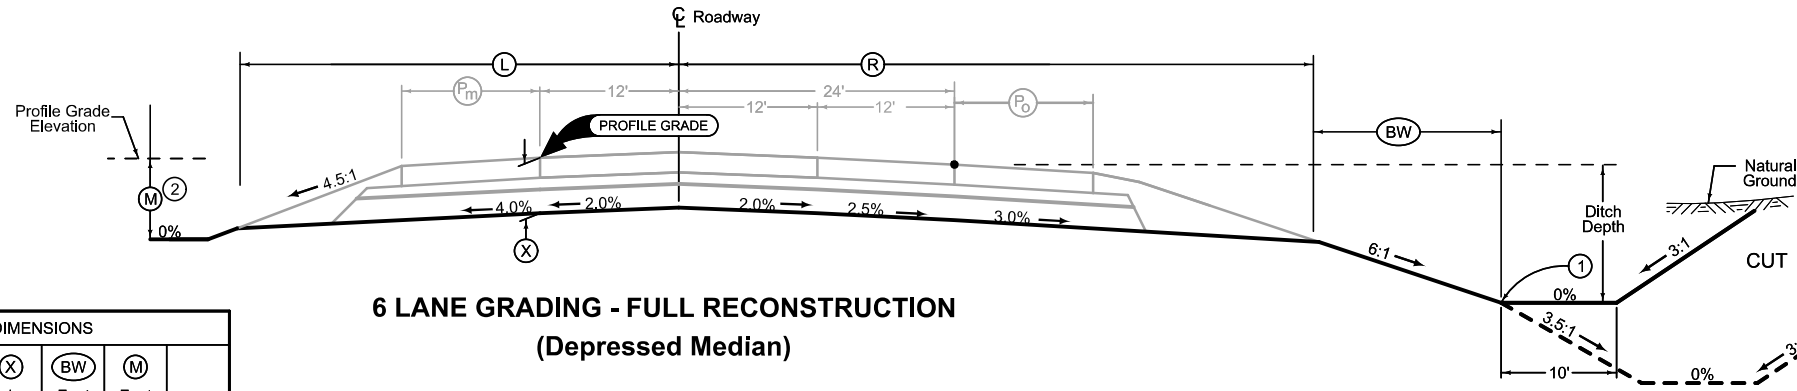 ℄ Roadway
L
R
Pm
12'
24'
Po
12'
12'
Profile Grade
Elevation
PROFILE GRADE
BW
Natural
Ground
4.5:1
M
2
4.0%
2.0%
2.0%
2.5%
3.0%
Ditch
Depth
0%
X
6:1
1
3:1
CUT
0%
6 LANE GRADING - FULL RECONSTRUCTION
(Depressed Median)
3.5:1
10'
0%
DIMENSIONS
X
BW
M